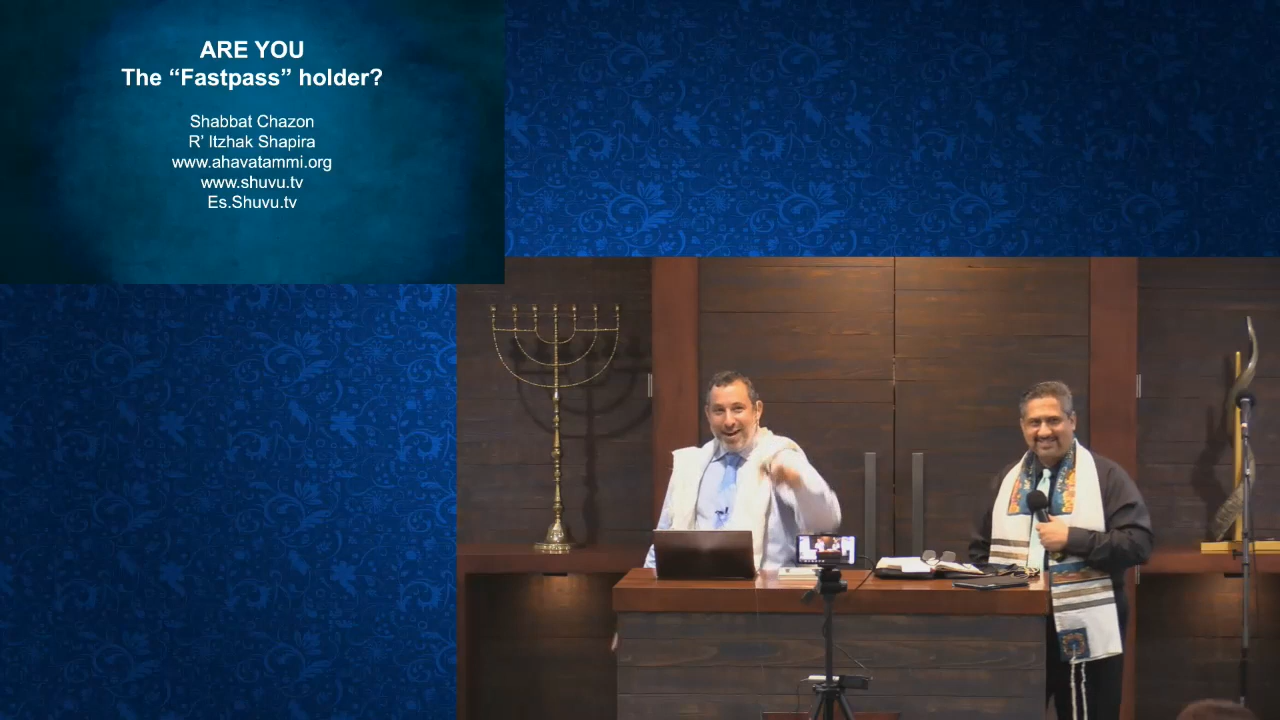 ARE YOU
The “Fastpass” holder?
Shabbat Chazon
R’ Itzhak Shapira
www.ahavatammi.org
www.shuvu.tv
Es.Shuvu.tv